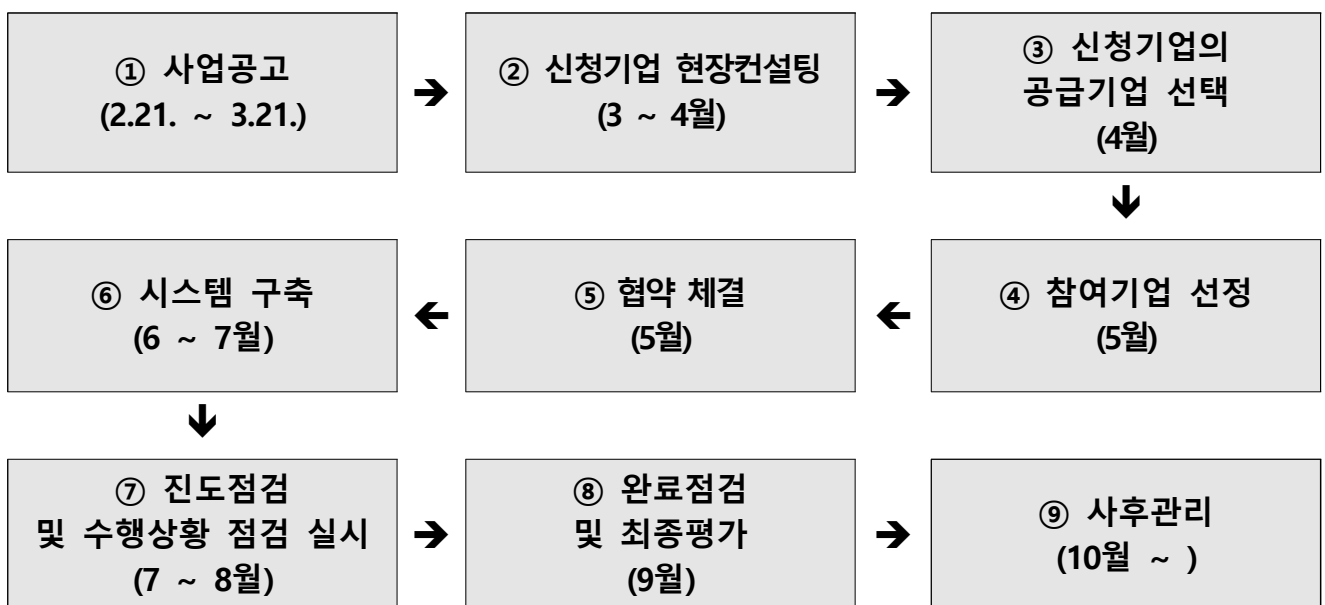 ① 사업공고
(2.21. ~ 3.21.)
➔
② 신청기업 현장컨설팅
(3 ~ 4월)
➔
③ 신청기업의
공급기업 선택
(4월)
④ 참여기업 선정
(5월)
⑤ 협약 체결
(5월)
⑥ 시스템 구축
(6 ~ 7월)
⑦ 진도점검
및 수행상황 점검 실시
(7 ~ 8월)
⑧ 완료점검
및 최종평가
(9월)
⑨ 사후관리
(10월 ~ )